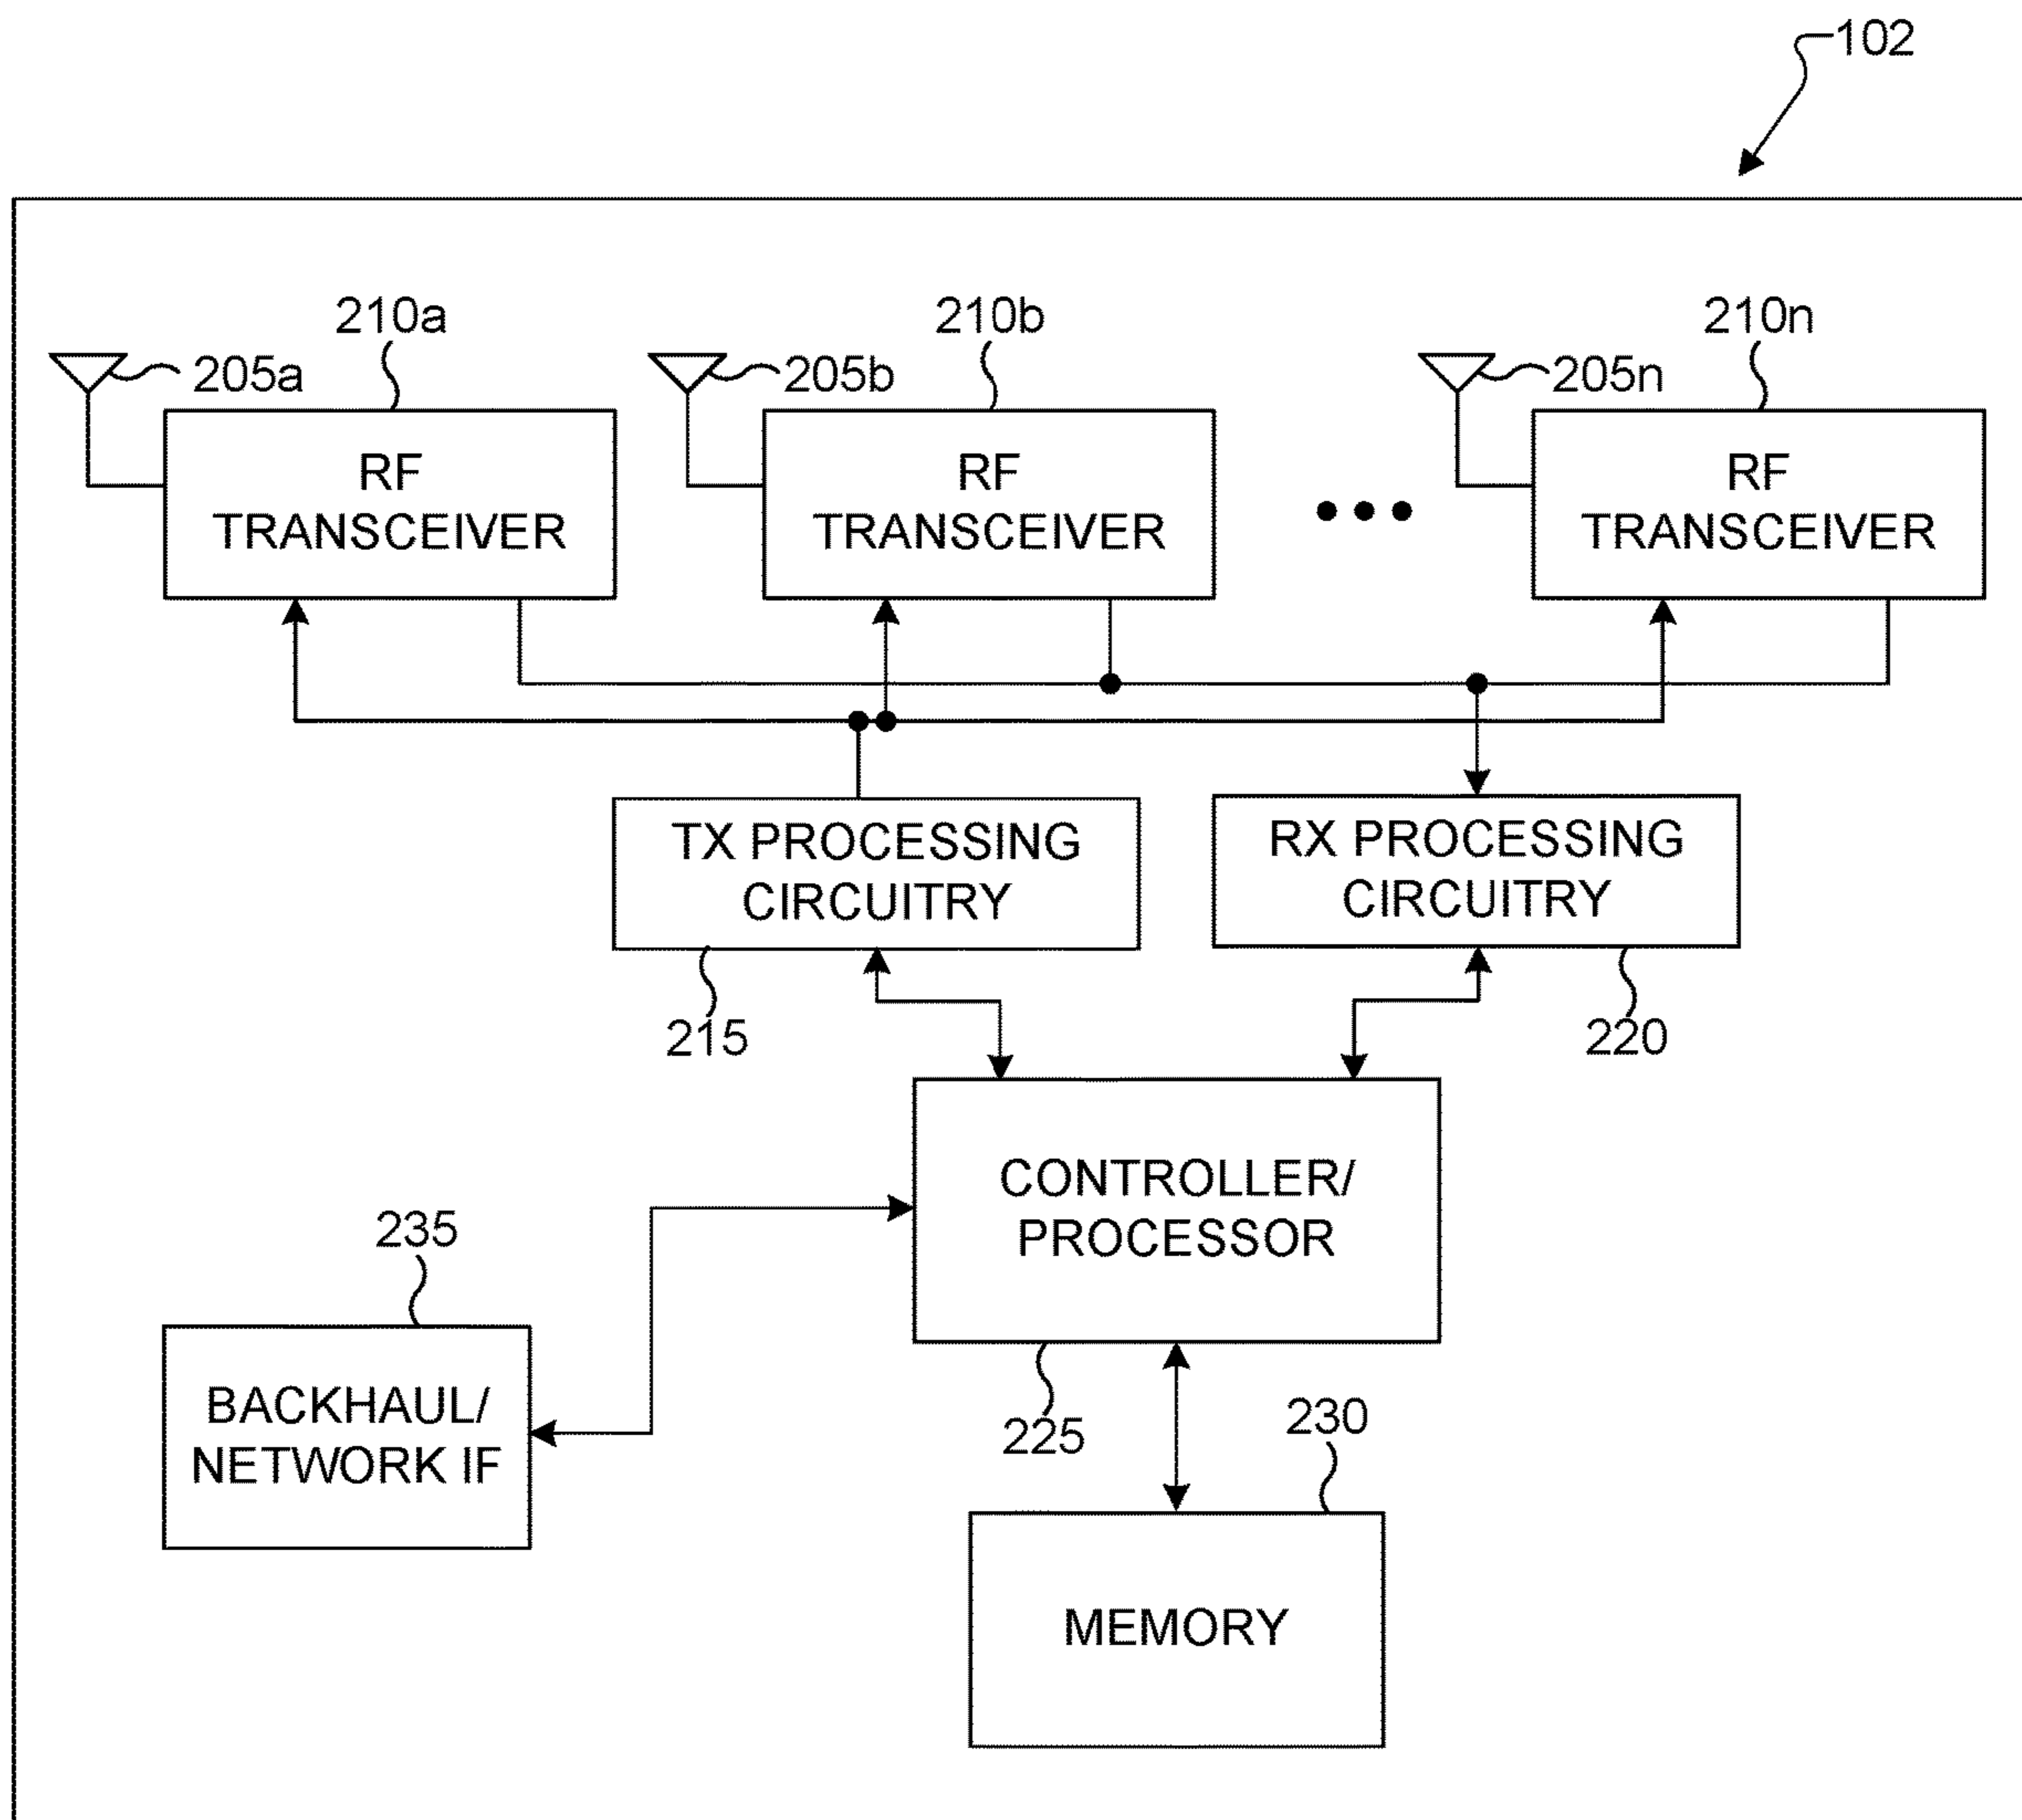 102
210a
210b
210n
205a
205b
205n
RF
TRANSCEIVER
RF
TRANSCEIVER
RF
TRANSCEIVER
TX PROCESSING
CIRCUITRY
RX PROCESSING
CIRCUITRY
215
220
CONTROLLER/
PROCESSOR
235
BACKHAUL/
NETWORK IF
225
230
MEMORY